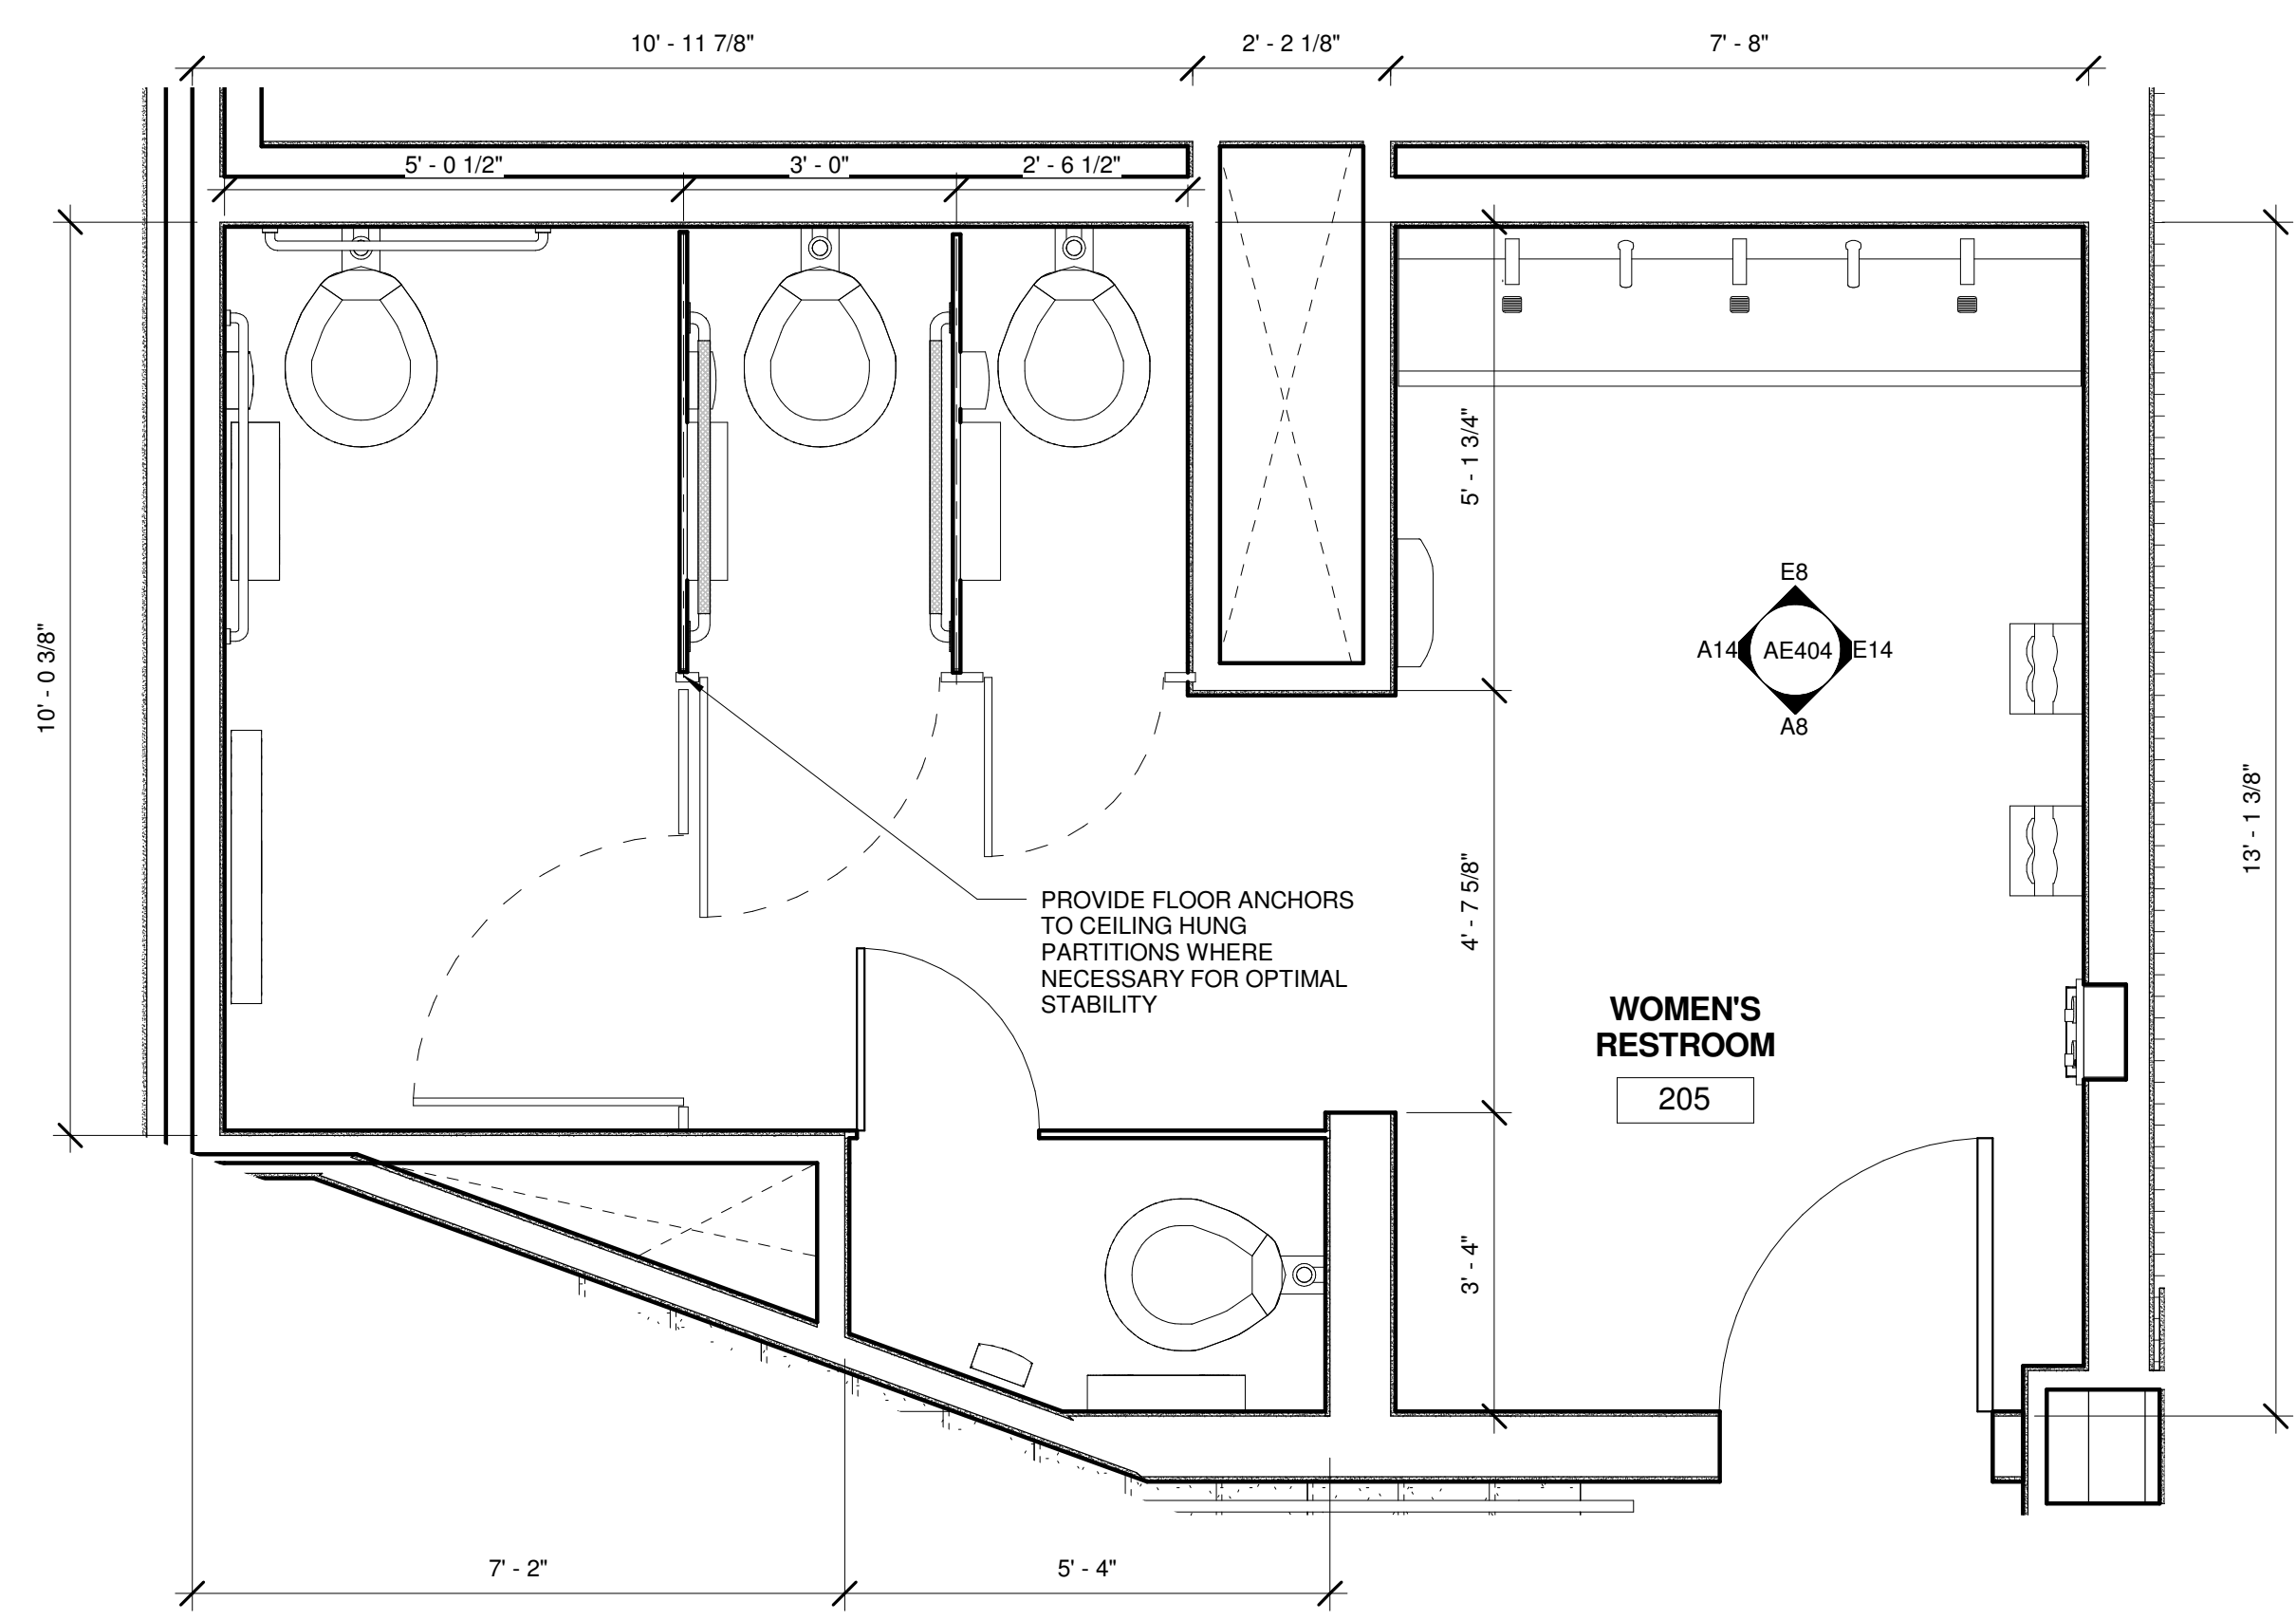 10' - 11 7/8"
2' - 2 1/8"
7' - 8"
5' - 0 1/2"
3' - 0"
2' - 6 1/2"
10' - 0 3/8"
5' - 1 3/4"
E8
A14
AE404
E14
A8
13' - 1 3/8"
4' - 7 5/8"
PROVIDE FLOOR ANCHORS
TO CEILING HUNG
PARTITIONS WHERE
NECESSARY FOR OPTIMAL
STABILITY
WOMEN'S
RESTROOM
205
3' - 4"
7' - 2"
5' - 4"